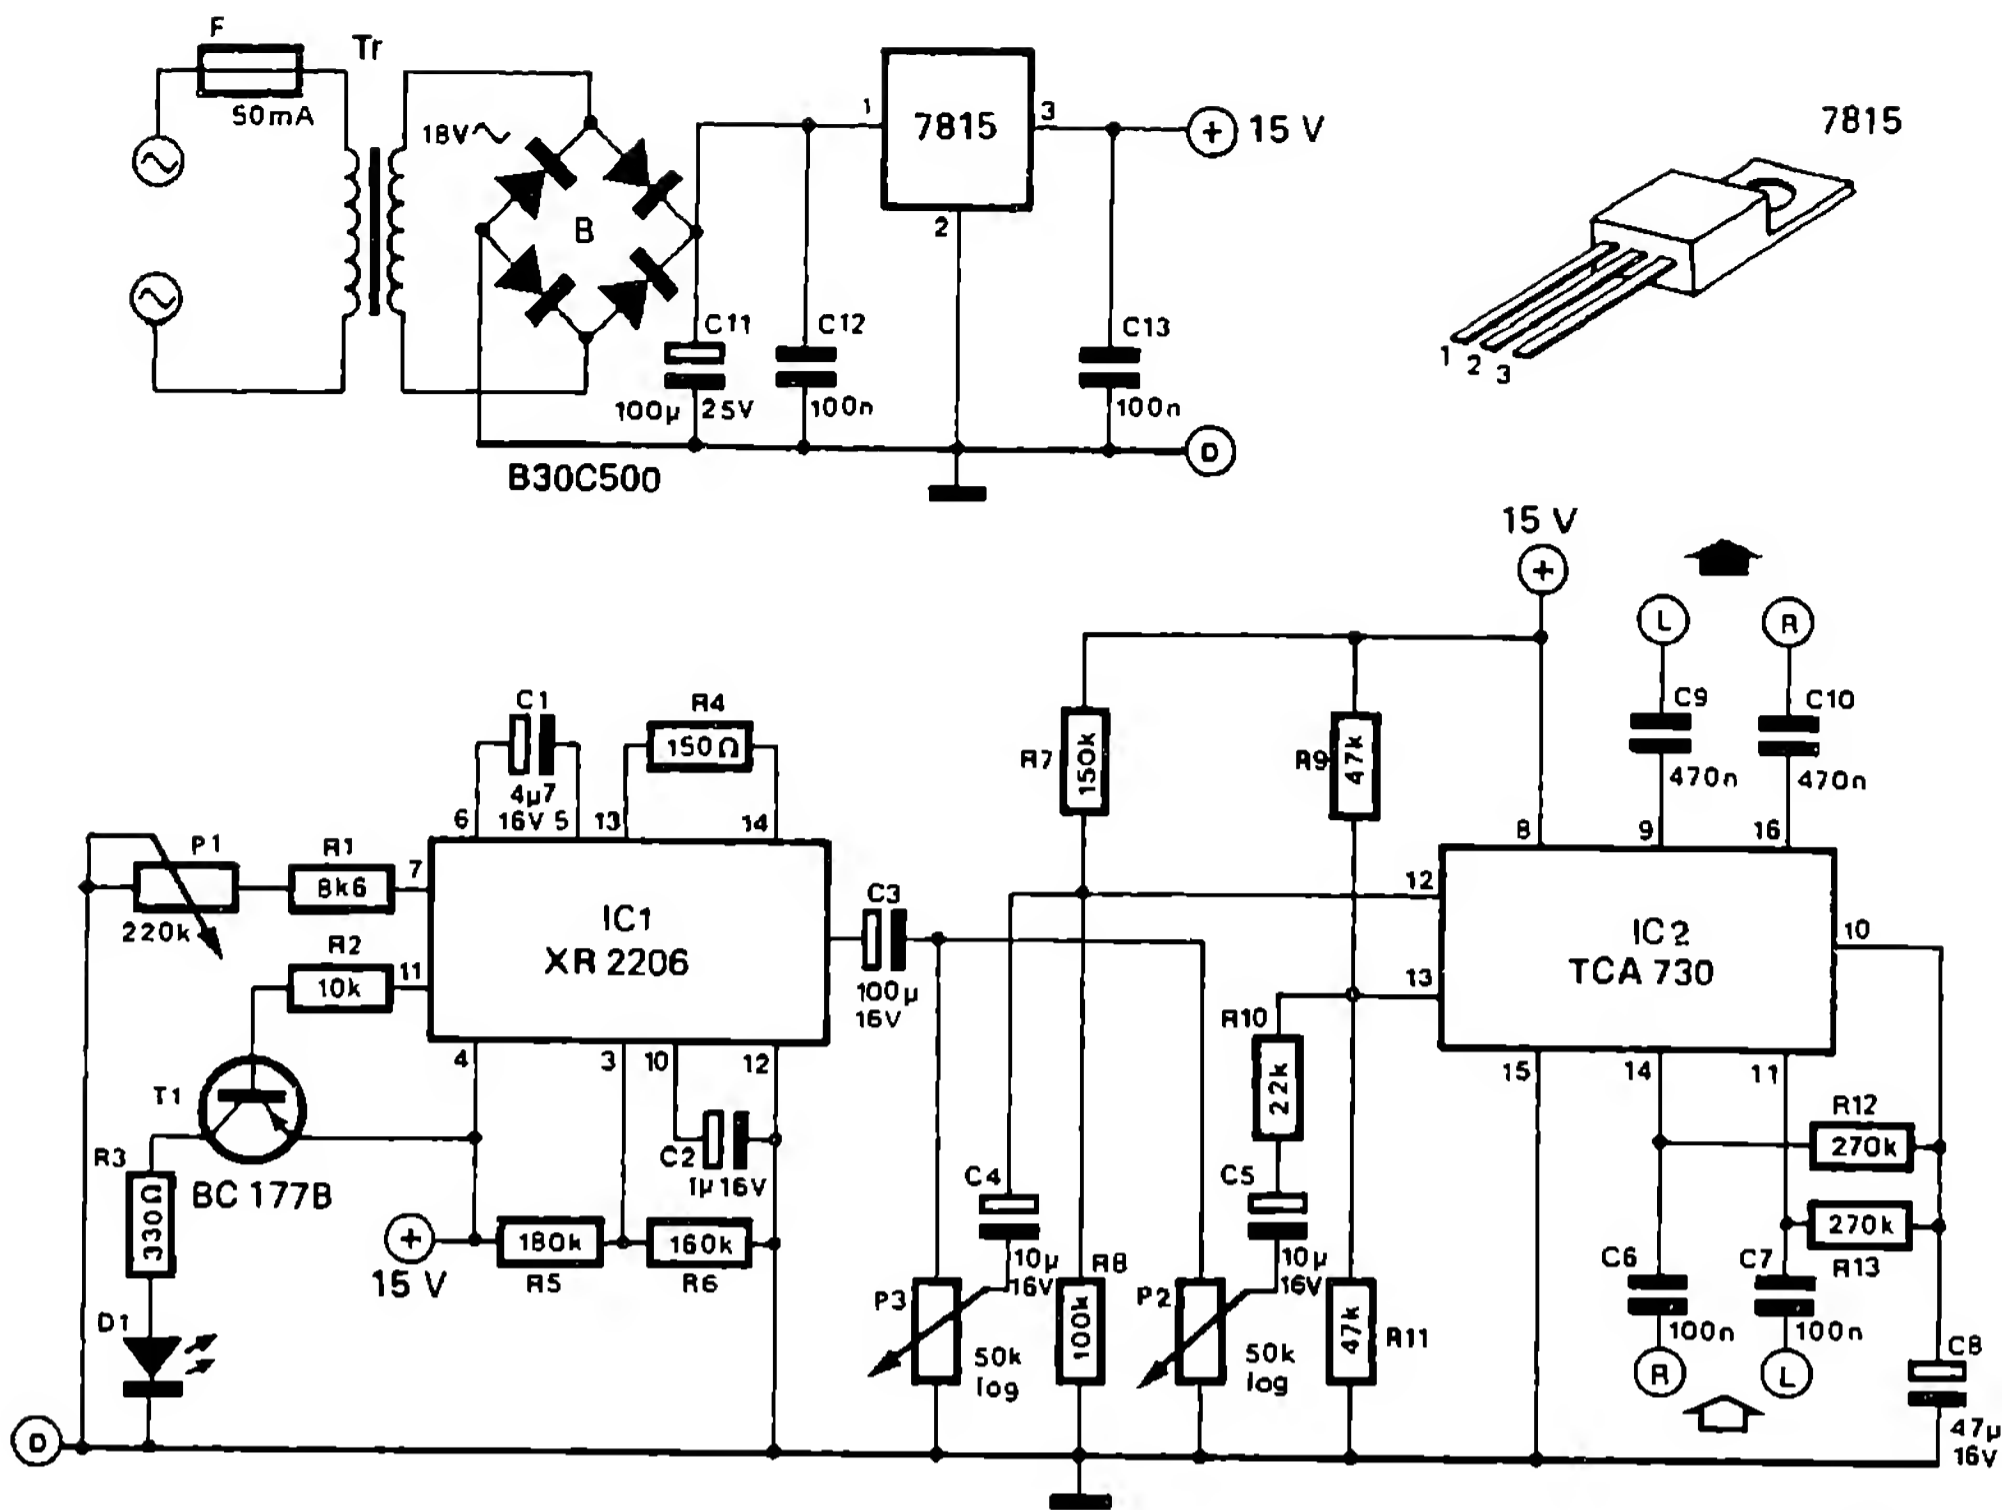 F
Tr
50mA
18V~
B
B30C500
C11
100µ 25V
C12
100n
1
7815
3
2
C13
100n
+ 15 V
0
7815
1 2 3
15 V
+
L
R
C9
470n
C10
470n
C1
4µ7
16V
6
5
R4
150Ω
13
14
P1
220k
R1
8k6
7
R2
10k
11
IC1
XR 2206
4
3
10
12
T1
BC 177B
R3
330Ω
D1
C2
1µ 16V
+
15 V
180k
R5
160k
R6
0
C3
100µ
16V
R7
150k
R9
47k
R10
22k
C4
10µ
16V
C5
10µ
16V
P3
50k
log
R8
100k
P2
50k
log
R11
47k
8
9
16
12
13
IC2
TCA 730
10
15
14
11
R12
270k
270k
R13
C6
100n
R
C7
100n
L
C8
47µ
16V